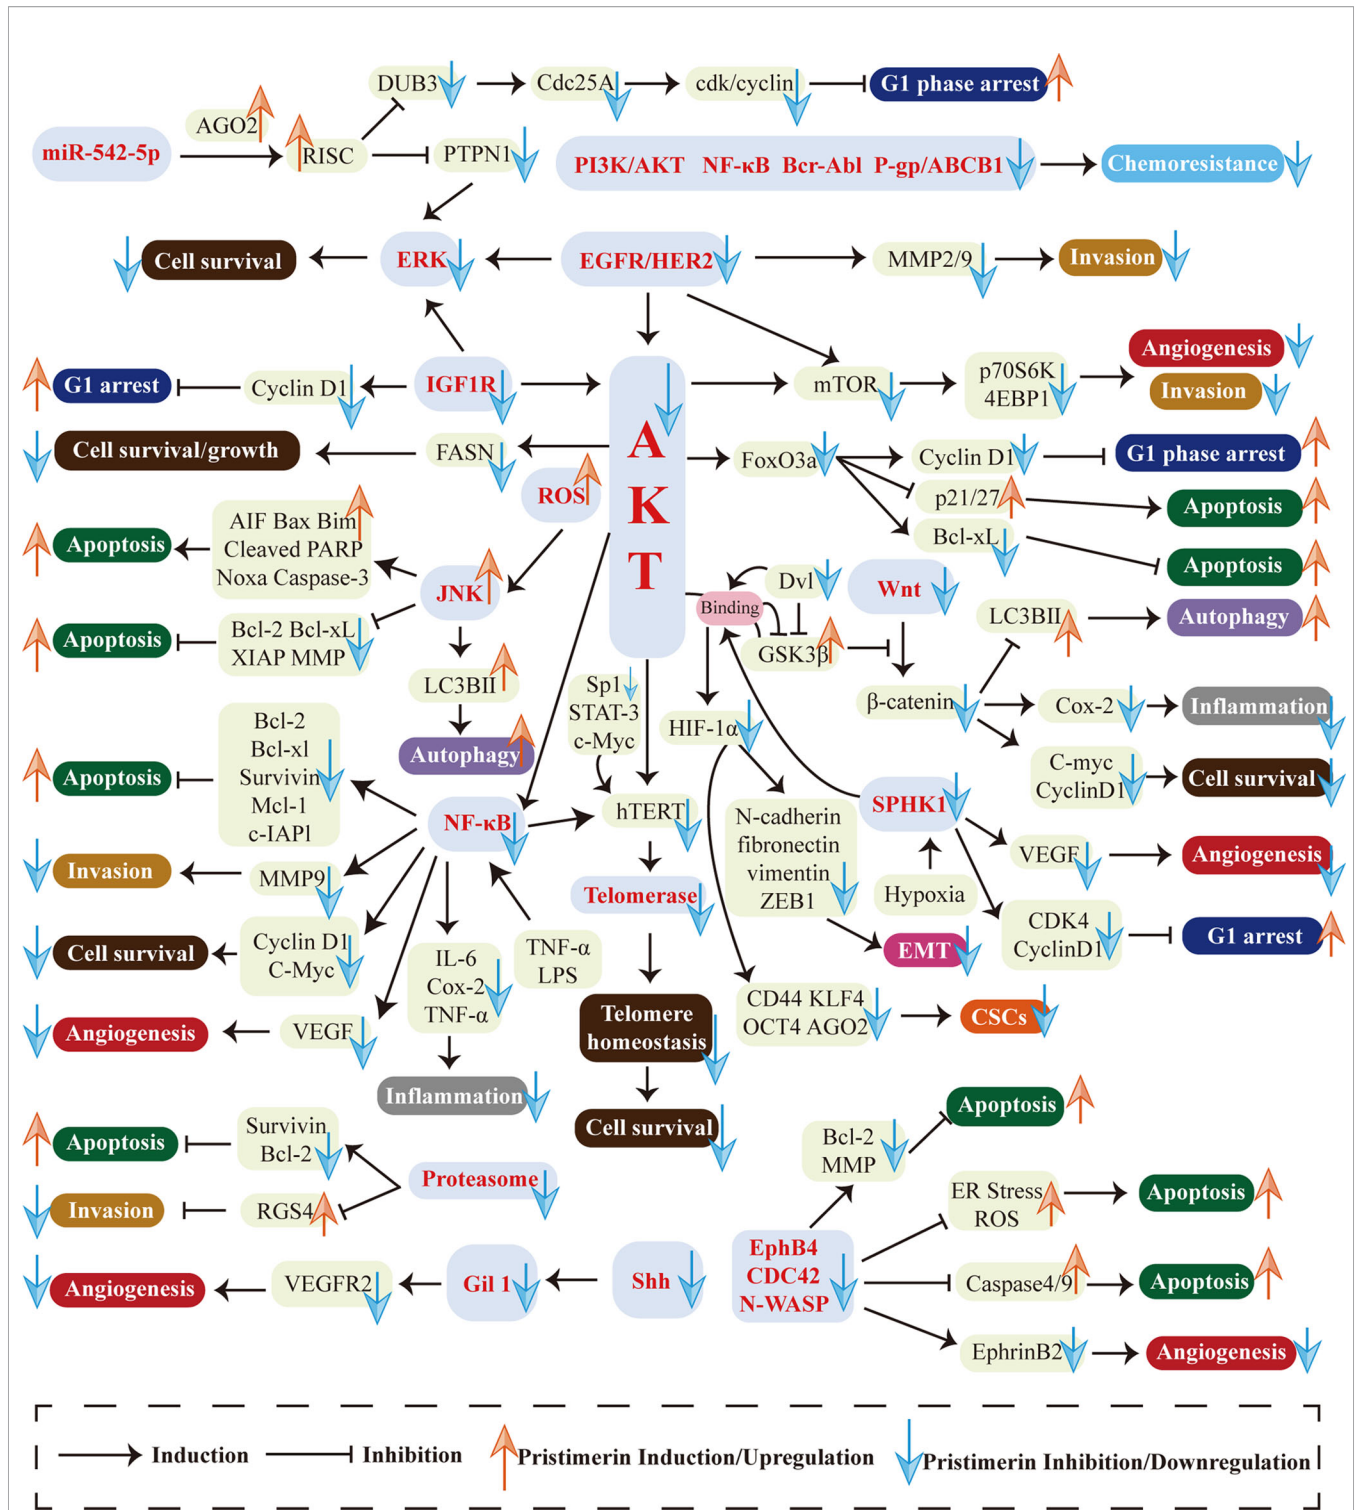 DUB3
Cdc25A
cdk/cyclin
G1 phase arrest
AGO2
miR-542-5p
RISC
PTPN1
PI3K/AKT NF-κB Bcr-Abl P-gp/ABCB1
Chemoresistance
Cell survival
ERK
EGFR/HER2
MMP2/9
Invasion
G1 arrest
Cyclin D1
IGF1R
A
K
T
mTOR
p70S6K
4EBP1
Angiogenesis
Invasion
Cell survival/growth
FASN
FoxO3a
Cyclin D1
G1 phase arrest
ROS
p21/27
Apoptosis
Bcl-xL
Apoptosis
Apoptosis
AIF Bax Bim
Cleaved PARP
Noxa Caspase-3
JNK
Binding
Dvl
Wnt
LC3BII
Autophagy
Apoptosis
Bcl-2 Bcl-xL
XIAP MMP
GSK3β
LC3BII
Sp1
STAT-3
c-Myc
HIF-1α
β-catenin
Cox-2
Inflammation
Autophagy
C-myc
CyclinD1
Cell survival
Apoptosis
Bcl-2
Bcl-xl
Survivin
Mcl-1
c-IAPl
NF-κB
hTERT
N-cadherin
fibronectin
vimentin
ZEB1
SPHK1
VEGF
Angiogenesis
Invasion
MMP9
Telomerase
Hypoxia
Cell survival
Cyclin D1
C-Myc
IL-6
Cox-2
TNF-α
TNF-α
LPS
EMT
CDK4
CyclinD1
G1 arrest
Angiogenesis
VEGF
Telomere
homeostasis
CD44 KLF4
OCT4 AGO2
CSCs
Inflammation
Cell survival
Apoptosis
Survivin
Bcl-2
Bcl-2
MMP
Apoptosis
Proteasome
Invasion
RGS4
ER Stress
ROS
Apoptosis
Angiogenesis
VEGFR2
Gil 1
Shh
EphB4
CDC42
N-WASP
Caspase4/9
Apoptosis
EphrinB2
Angiogenesis
Induction
Inhibition
Pristimerin Induction/Upregulation
Pristimerin Inhibition/Downregulation